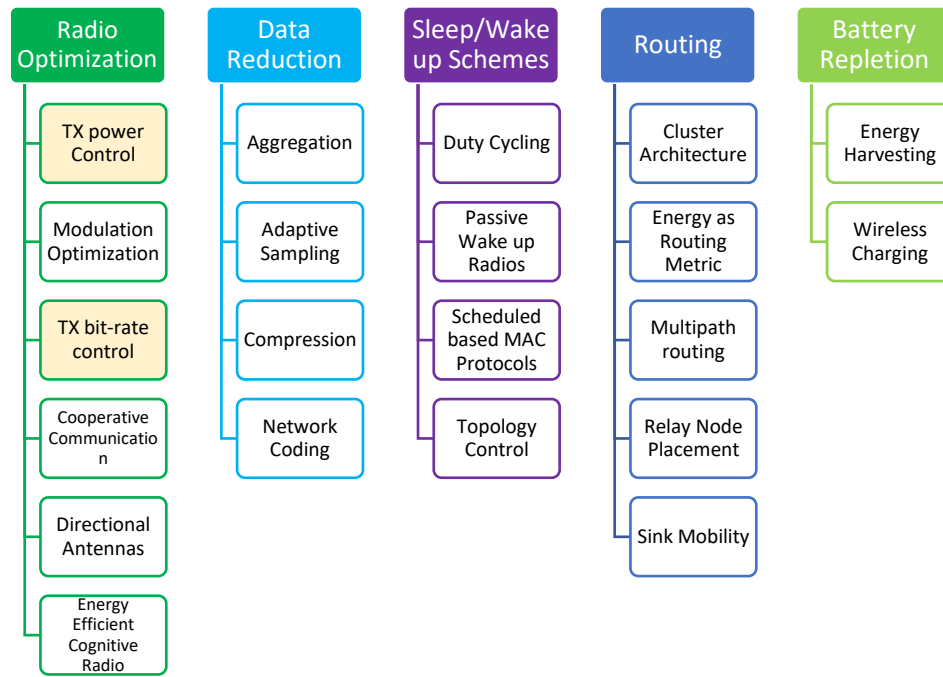 Radio
Optimization
TX power
Control
Modulation
Optimization
TX bit-rate
control
Cooperative
Communicatio
n
Directional
Antennas
Energy
Efficient
Cognitive
Radio
Data
Reduction
Aggregation
Adaptive
Sampling
Compression
Network
Coding
Sleep/Wake
up Schemes
Duty Cycling
Passive
Wake up
Radios
Scheduled
based MAC
Protocols
Topology
Control
Routing
Cluster
Architecture
Energy as
Routing
Metric
Multipath
routing
Relay Node
Placement
Sink Mobility
Battery
Repletion
Energy
Harvesting
Wireless
Charging